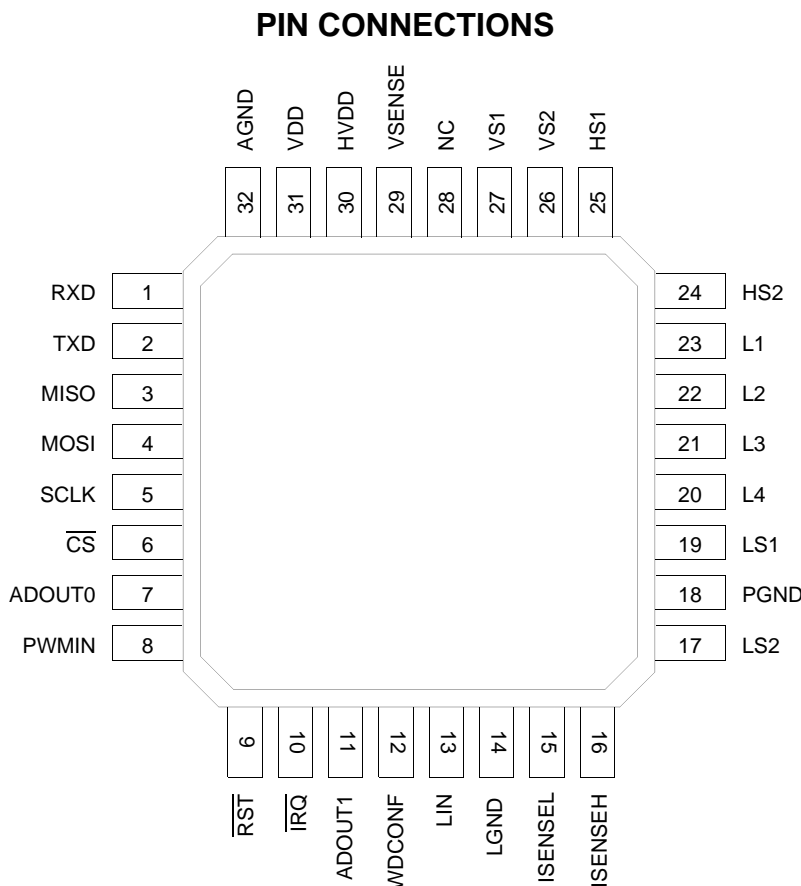 PIN CONNECTIONS
AGND
VDD
HVDD
VSENSE
NC
VS1
VS2
HS1
32
31
30
29
28
27
26
25
RXD 1
TXD 2
MISO 3
MOSI 4
SCLK 5
C̅S̅ 6
ADOUT0 7
PWMIN 8
24 HS2
23 L1
22 L2
21 L3
20 L4
19 LS1
18 PGND
17 LS2
9
10
11
12
13
14
15
16
R̅S̅T̅
I̅R̅Q̅
ADOUT1
WDCONF
LIN
LGND
ISENSEL
ISENSEH